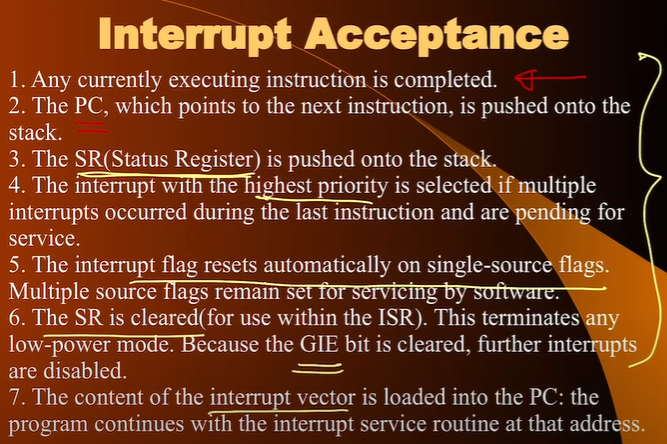 Interrupt Acceptance
1. Any currently executing instruction is completed.
2. The PC, which points to the next instruction, is pushed onto the
stack.
3. The SR(Status Register) is pushed onto the stack.
4. The interrupt with the highest priority is selected if multiple
interrupts occurred during the last instruction and are pending for
service.
5. The interrupt flag resets automatically on single-source flags.
Multiple source flags remain set for servicing by software.
6. The SR is cleared(for use within the ISR). This terminates any
low-power mode. Because the GIE bit is cleared, further interrupts
are disabled.
7. The content of the interrupt vector is loaded into the PC: the
program continues with the interrupt service routine at that address.